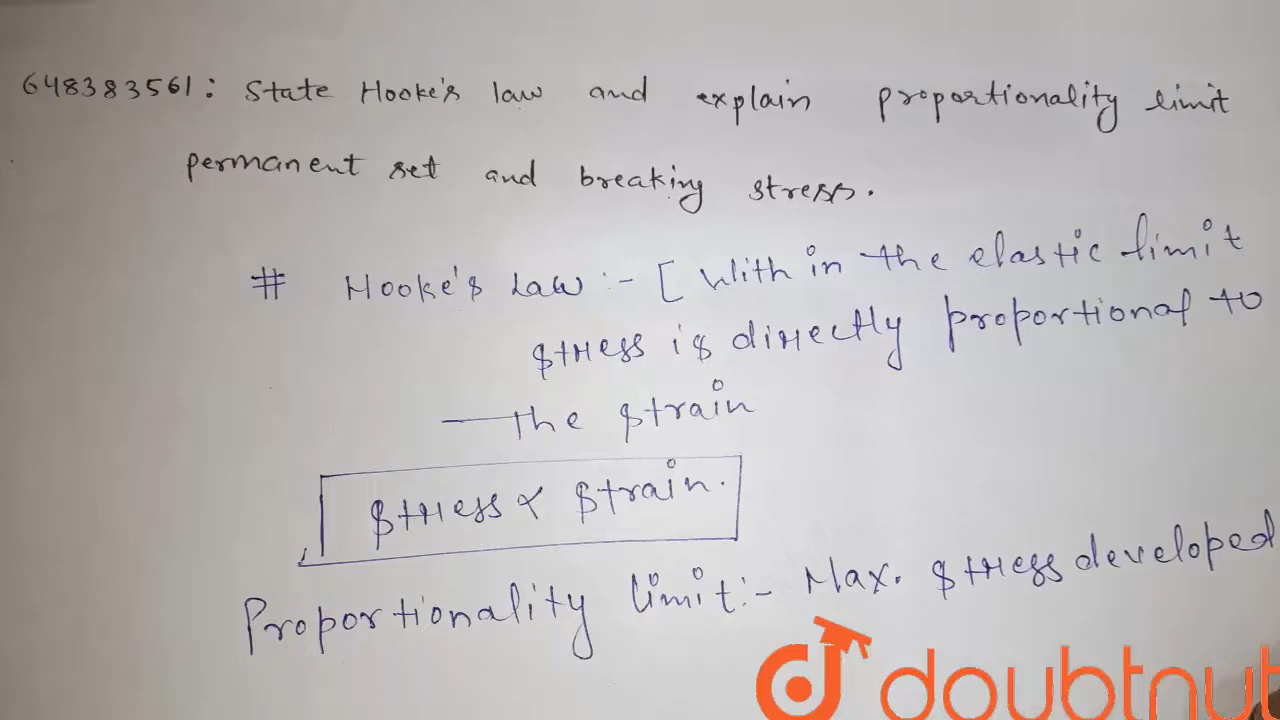 648383561: State Hooke's law and explain proportionality limit
permanent set and breaking stress.
# Hooke's Law :- [ With in the elastic limit
stress is directly proportional to
the strain
stress ∝ strain.
Proportionality limit:- Max. stress developed
doubtnut